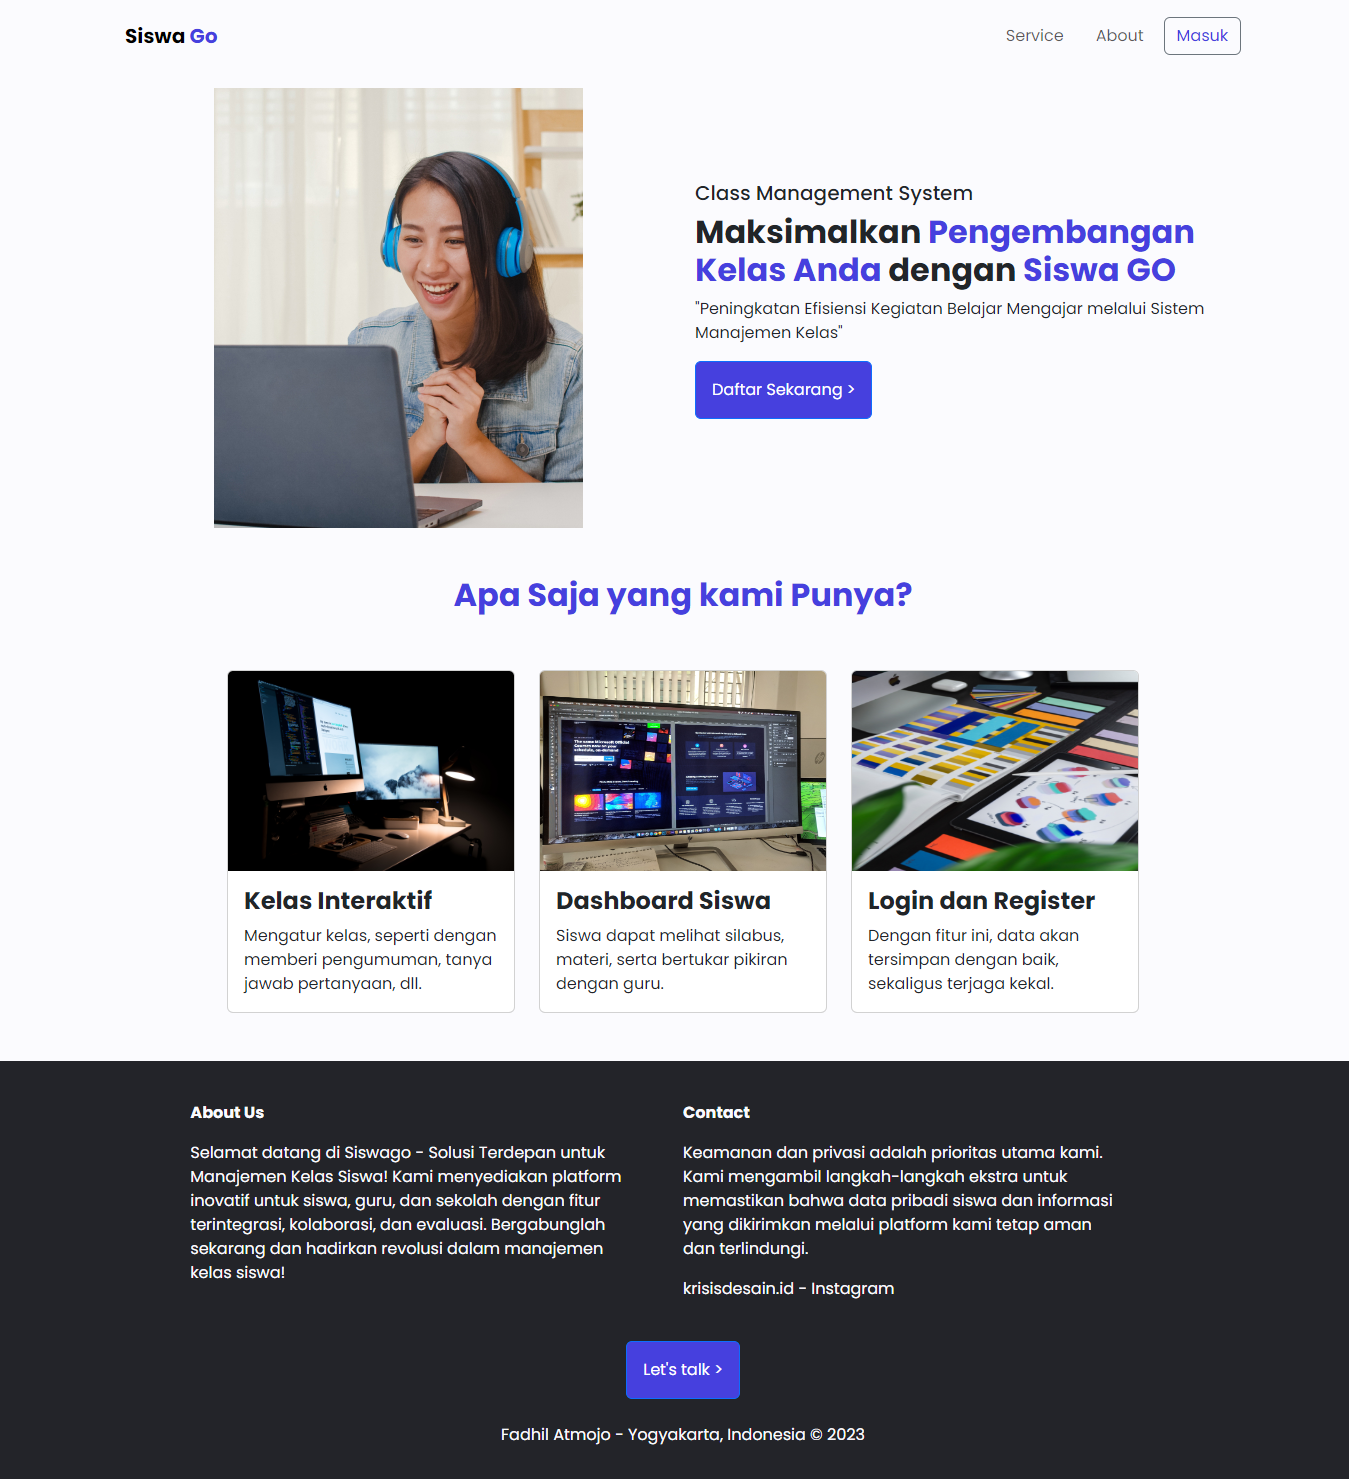 Siswa Go
Service
About
Masuk
Class Management System
Maksimalkan Pengembangan
Kelas Anda dengan Siswa GO
"Peningkatan Efisiensi Kegiatan Belajar Mengajar melalui Sistem
Manajemen Kelas"
Daftar Sekarang >
Apa Saja yang kami Punya?
Kelas Interaktif
Mengatur kelas, seperti dengan
memberi pengumuman, tanya
jawab pertanyaan, dll.
Dashboard Siswa
Siswa dapat melihat silabus,
materi, serta bertukar pikiran
dengan guru.
Login dan Register
Dengan fitur ini, data akan
tersimpan dengan baik,
sekaligus terjaga kekal.
About Us
Selamat datang di Siswago - Solusi Terdepan untuk
Manajemen Kelas Siswa! Kami menyediakan platform
inovatif untuk siswa, guru, dan sekolah dengan fitur
terintegrasi, kolaborasi, dan evaluasi. Bergabunglah
sekarang dan hadirkan revolusi dalam manajemen
kelas siswa!
Contact
Keamanan dan privasi adalah prioritas utama kami.
Kami mengambil langkah-langkah ekstra untuk
memastikan bahwa data pribadi siswa dan informasi
yang dikirimkan melalui platform kami tetap aman
dan terlindungi.
krisisdesain.id - Instagram
Let's talk >
Fadhil Atmojo - Yogyakarta, Indonesia © 2023